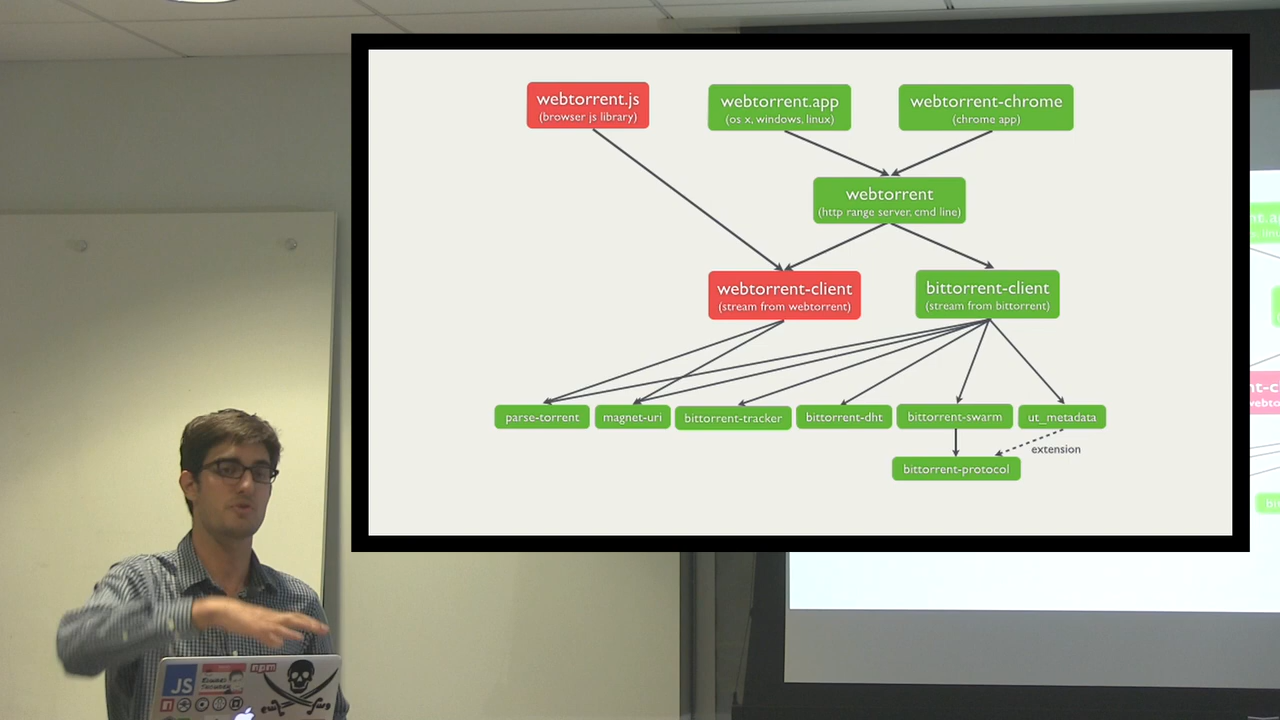 webtorrent.js
(browser js library)
webtorrent.app
(os x, windows, linux)
webtorrent-chrome
(chrome app)
webtorrent
(http range server, cmd line)
webtorrent-client
(stream from webtorrent)
bittorrent-client
(stream from bittorrent)
parse-torrent
magnet-uri
bittorrent-tracker
bittorrent-dht
bittorrent-swarm
ut_metadata
extension
bittorrent-protocol
JS
npm